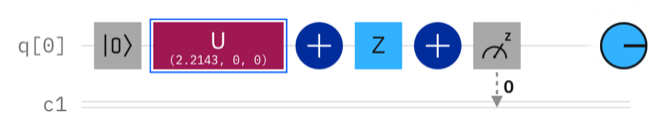 q[0] |0⟩ U + Z + z
(2.2143, 0, 0)
0
c1